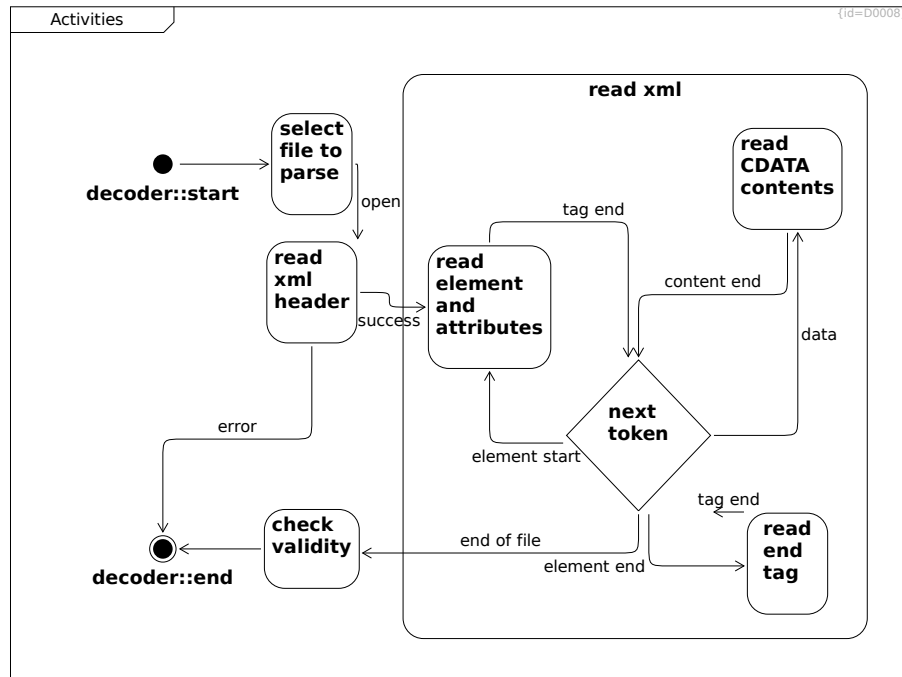 Activities
{id=D0008
read xml
select
file to
parse
read
CDATA
contents
decoder::start
open
tag end
read
xml
header
read
element
and
attributes
content end
success
data
next
token
error
element start
tag end
check
validity
end of file
read
end
tag
element end
decoder::end